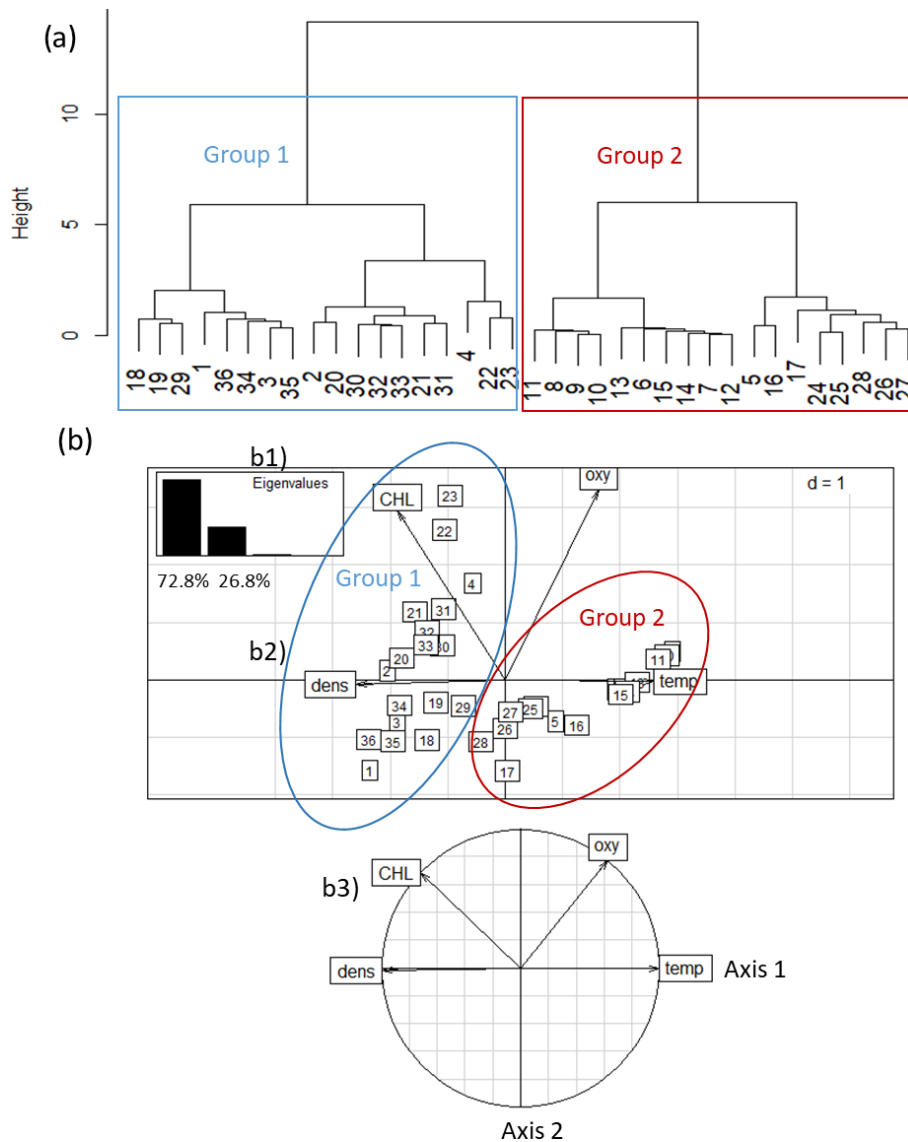 (a)
10
5
0
Height
Group 1
Group 2
18 19 29 1 36 34 3 35 2 20 30 32 33 21 31 4 22 23 11 8 9 10 13 6 15 14 7 12 5 16 17 24 25 28 26 27
(b)
b1)
Eigenvalues
72.8% 26.8%
d = 1
CHL
23
oxy
22
Group 1
4
Group 2
21
31
32
33
30
20
2
11
b2)
dens
temp
15
34
19
29
3
25
27
5
16
26
36
35
18
28
1
17
b3)
CHL
oxy
dens
temp
Axis 1
Axis 2